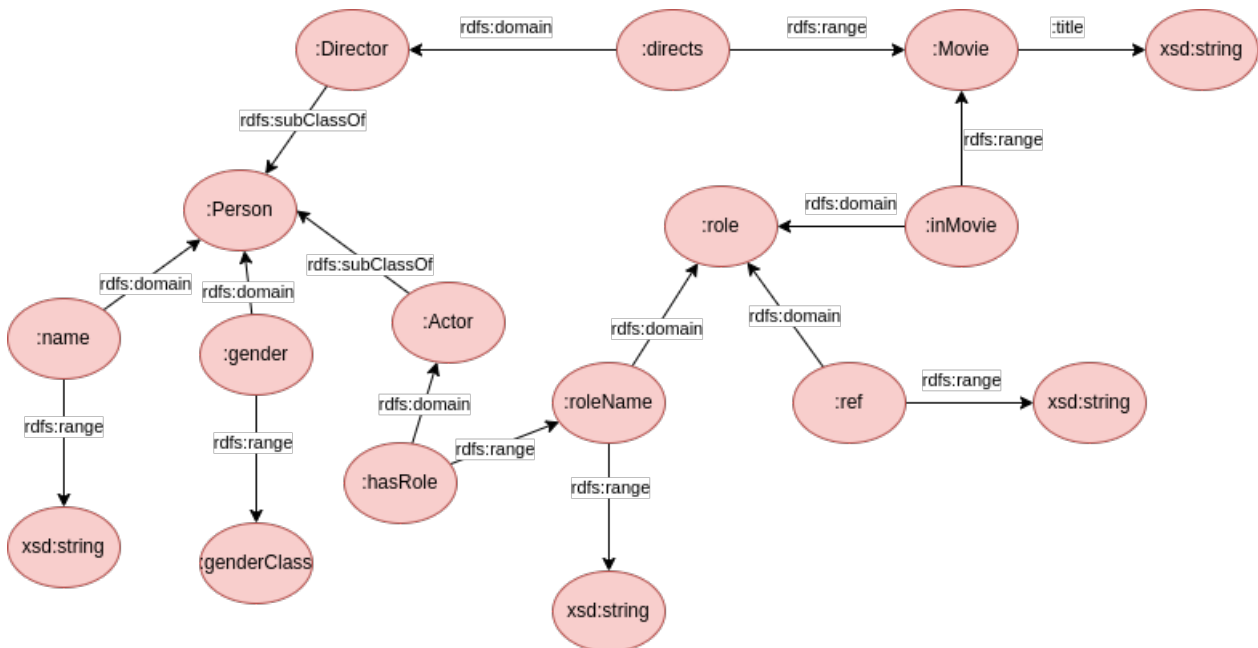 rdfs:domain
rdfs:range
:title
:Director
:directs
:Movie
xsd:string
rdfs:subClassOf
rdfs:range
:Person
rdfs:domain
:role
:inMovie
rdfs:subClassOf
rdfs:domain
rdfs:domain
:name
:gender
:Actor
rdfs:domain
rdfs:domain
rdfs:range
rdfs:domain
:roleName
:ref
xsd:string
rdfs:range
rdfs:range
rdfs:range
:hasRole
rdfs:range
xsd:string
:genderClass
xsd:string